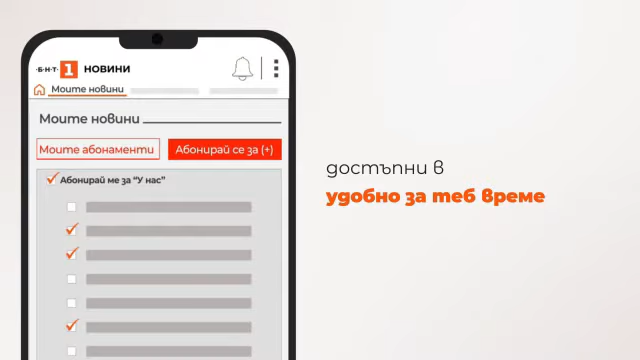 ·Б·Н·Т· 1 НОВИНИ
Моите новини
Моите новини
Моите абонаменти
Абонирай се за (+)
Абонирай ме за "У нас"
достъпни в
удобно за теб време